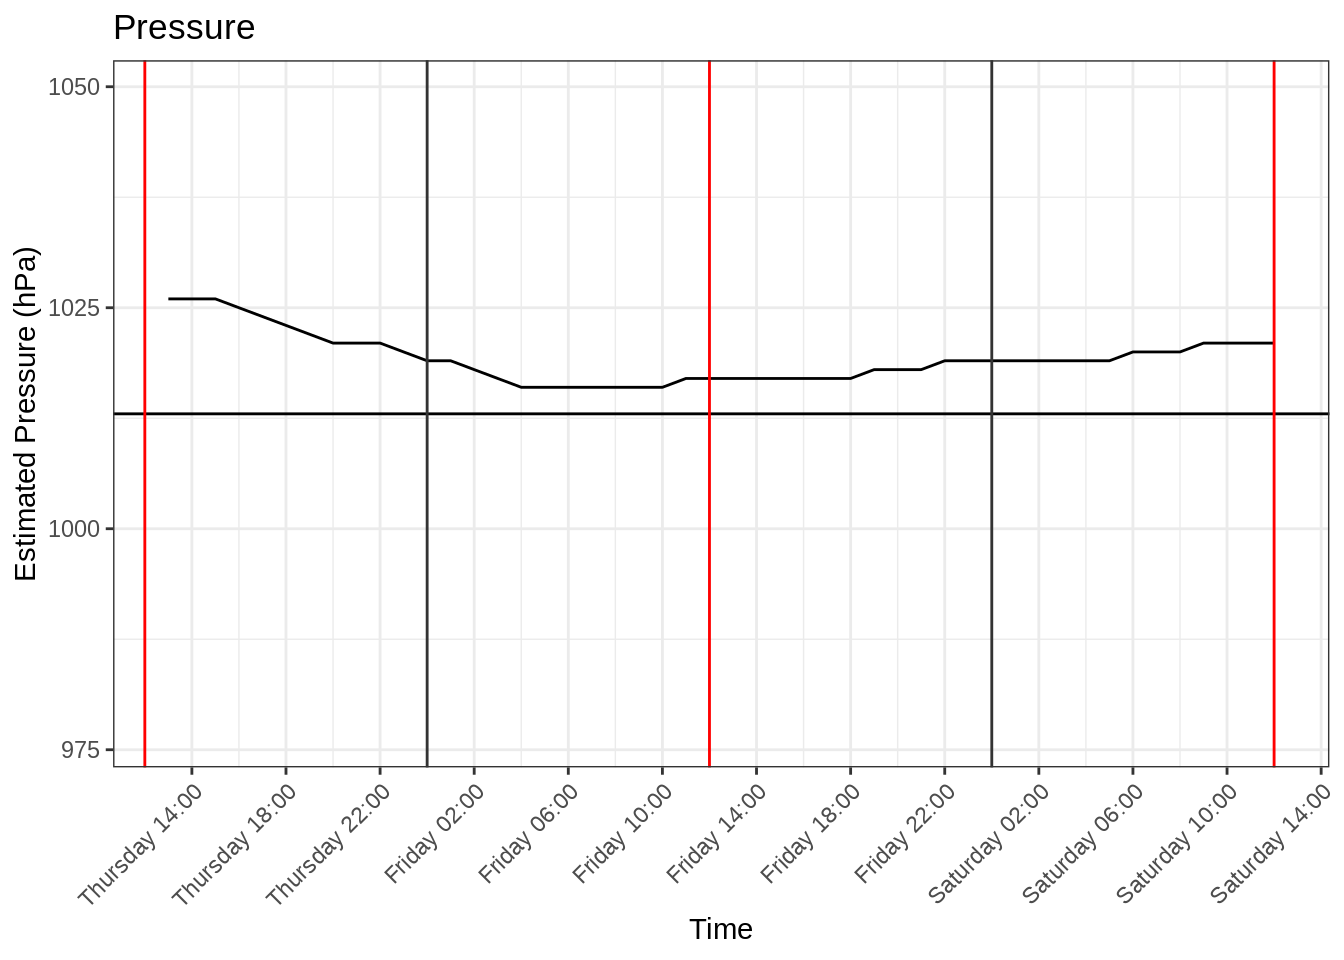 Pressure
Estimated Pressure (hPa)
1050
1025
1000
975
Thursday 14:00
Thursday 18:00
Thursday 22:00
Friday 02:00
Friday 06:00
Friday 10:00
Friday 14:00
Friday 18:00
Friday 22:00
Saturday 02:00
Saturday 06:00
Saturday 10:00
Saturday 14:00
Time